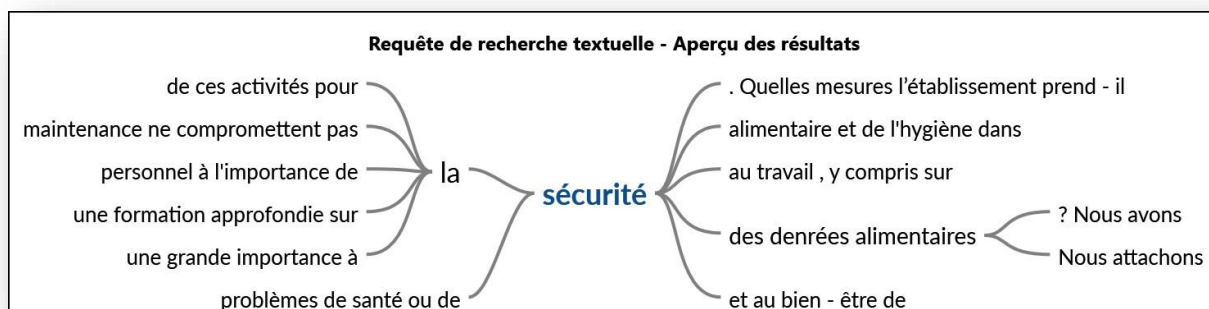 Requête de recherche textuelle - Aperçu des résultats
de ces activités pour
maintenance ne compromettent pas
personnel à l'importance de
une formation approfondie sur
une grande importance à
la
problèmes de santé ou de
sécurité
. Quelles mesures l’établissement prend - il
alimentaire et de l'hygiène dans
au travail , y compris sur
des denrées alimentaires
? Nous avons
Nous attachons
et au bien - être de